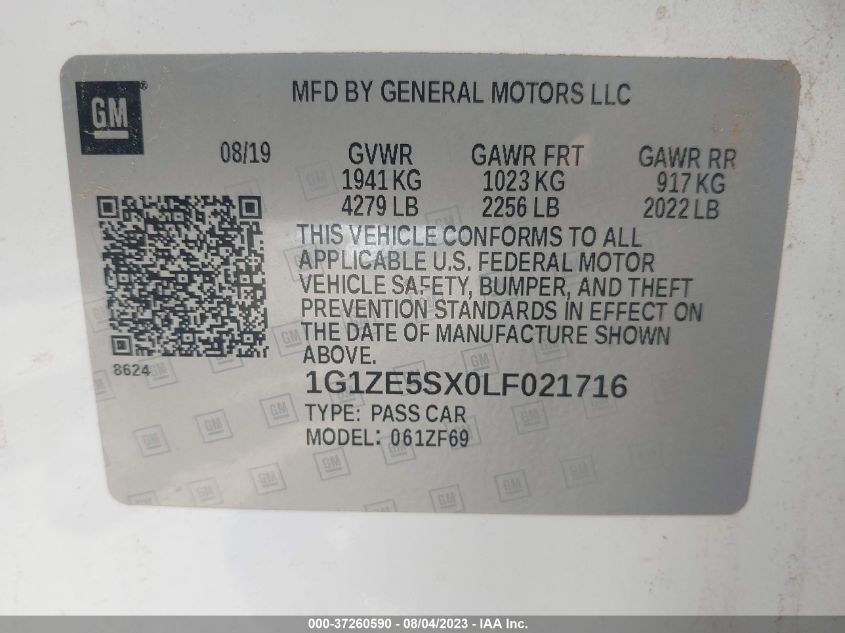 GM
MFD BY GENERAL MOTORS LLC
08/19 GVWR GAWR FRT GAWR RR
1941 KG 1023 KG 917 KG
4279 LB 2256 LB 2022 LB
THIS VEHICLE CONFORMS TO ALL
APPLICABLE U.S. FEDERAL MOTOR
VEHICLE SAFETY, BUMPER, AND THEFT
PREVENTION STANDARDS IN EFFECT ON
THE DATE OF MANUFACTURE SHOWN
ABOVE.
8624
1G1ZE5SX0LF021716
TYPE: PASS CAR
MODEL: 061ZF69
000-37260590 - 08/04/2023 - IAA Inc.